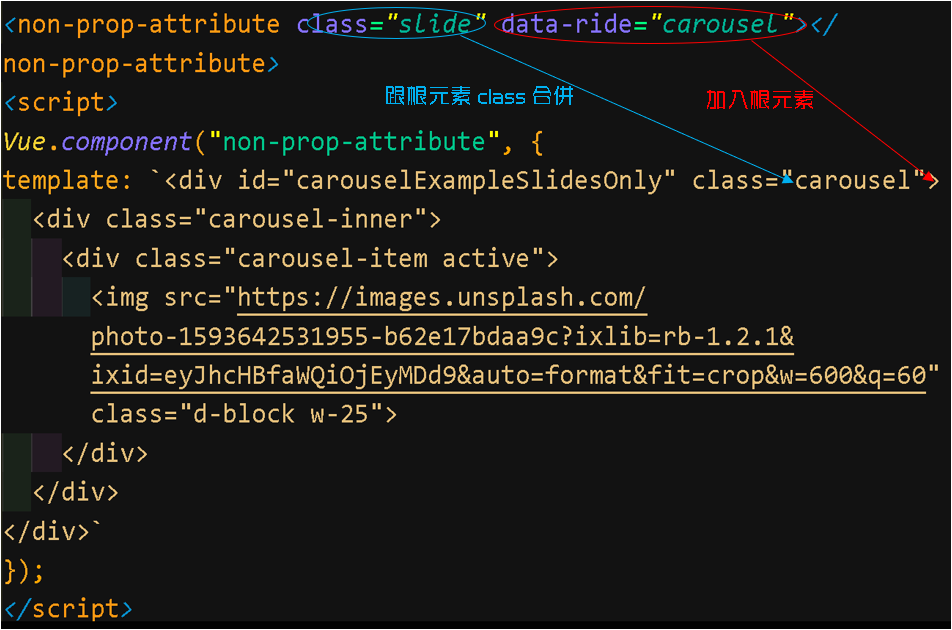 <non-prop-attribute class="slide" data-ride="carousel"></
non-prop-attribute>
<script>
跟根元素 class 合併
加入根元素
Vue.component("non-prop-attribute", {
template: `<div id="carouselExampleSlidesOnly" class="carousel">
<div class="carousel-inner">
<div class="carousel-item active">
<img src="https://images.unsplash.com/
photo-1593642531955-b62e17bdaa9c?ixlib=rb-1.2.1&
ixid=eyJhcHBfaWQiOjEyMDd9&auto=format&fit=crop&w=600&q=60"
class="d-block w-25">
</div>
</div>
</div>`
});
</script>